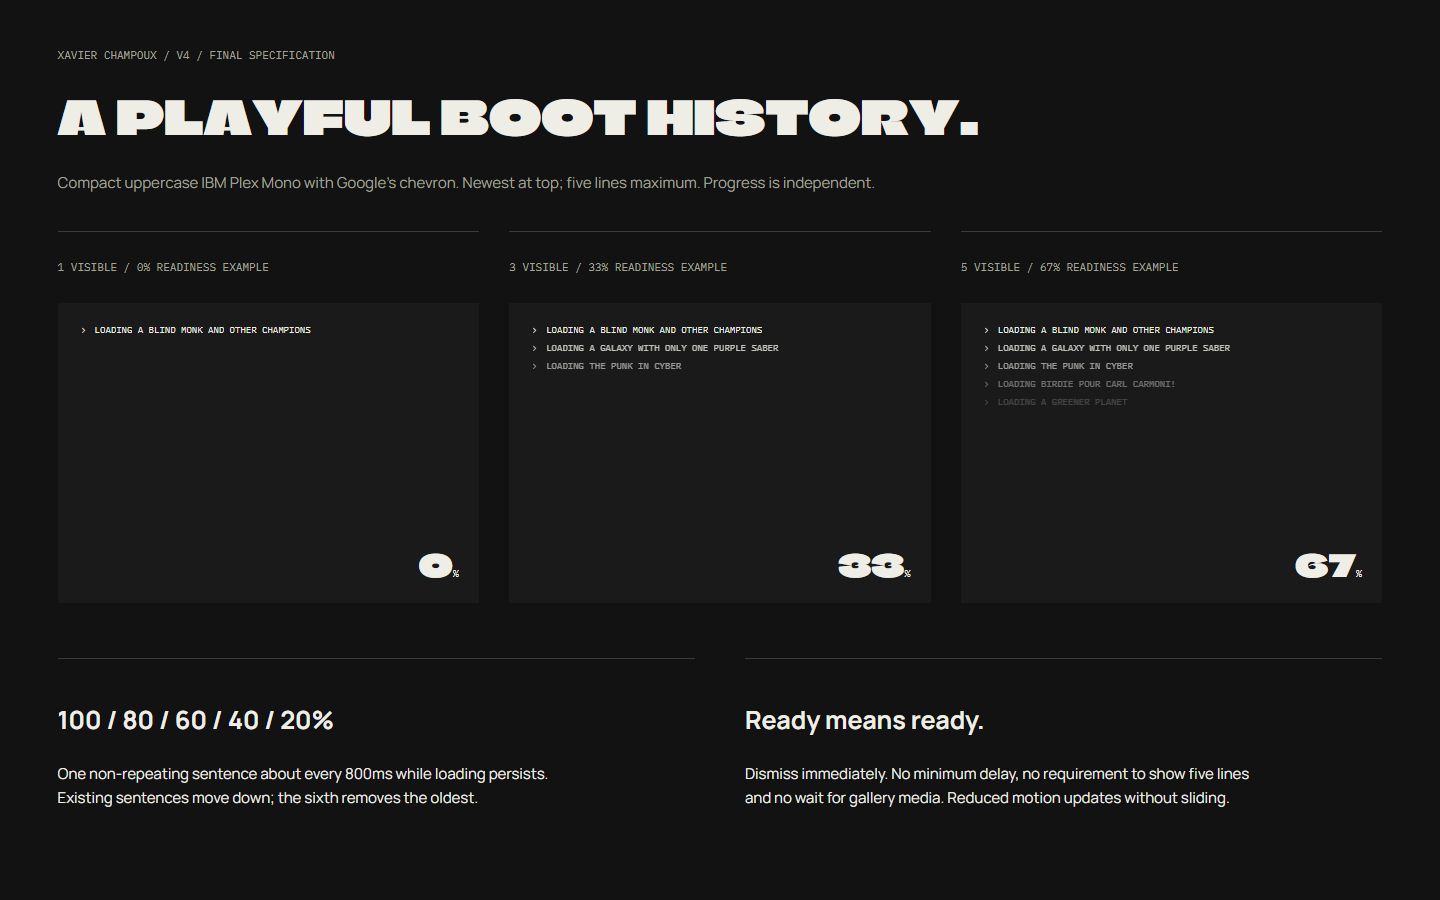 XAVIER CHAMPOUX / V4 / FINAL SPECIFICATION
A PLAYFUL BOOT HISTORY.
Compact uppercase IBM Plex Mono with Google's chevron. Newest at top; five lines maximum. Progress is independent.
1 VISIBLE / 0% READINESS EXAMPLE
> LOADING A BLIND MONK AND OTHER CHAMPIONS
0%
3 VISIBLE / 33% READINESS EXAMPLE
> LOADING A BLIND MONK AND OTHER CHAMPIONS
> LOADING A GALAXY WITH ONLY ONE PURPLE SABER
> LOADING THE PUNK IN CYBER
33%
5 VISIBLE / 67% READINESS EXAMPLE
> LOADING A BLIND MONK AND OTHER CHAMPIONS
> LOADING A GALAXY WITH ONLY ONE PURPLE SABER
> LOADING THE PUNK IN CYBER
> LOADING BIRDIE POUR CARL CARMONI!
> LOADING A GREENER PLANET
67%
100 / 80 / 60 / 40 / 20%
One non-repeating sentence about every 800ms while loading persists.
Existing sentences move down; the sixth removes the oldest.
Ready means ready.
Dismiss immediately. No minimum delay, no requirement to show five lines
and no wait for gallery media. Reduced motion updates without sliding.